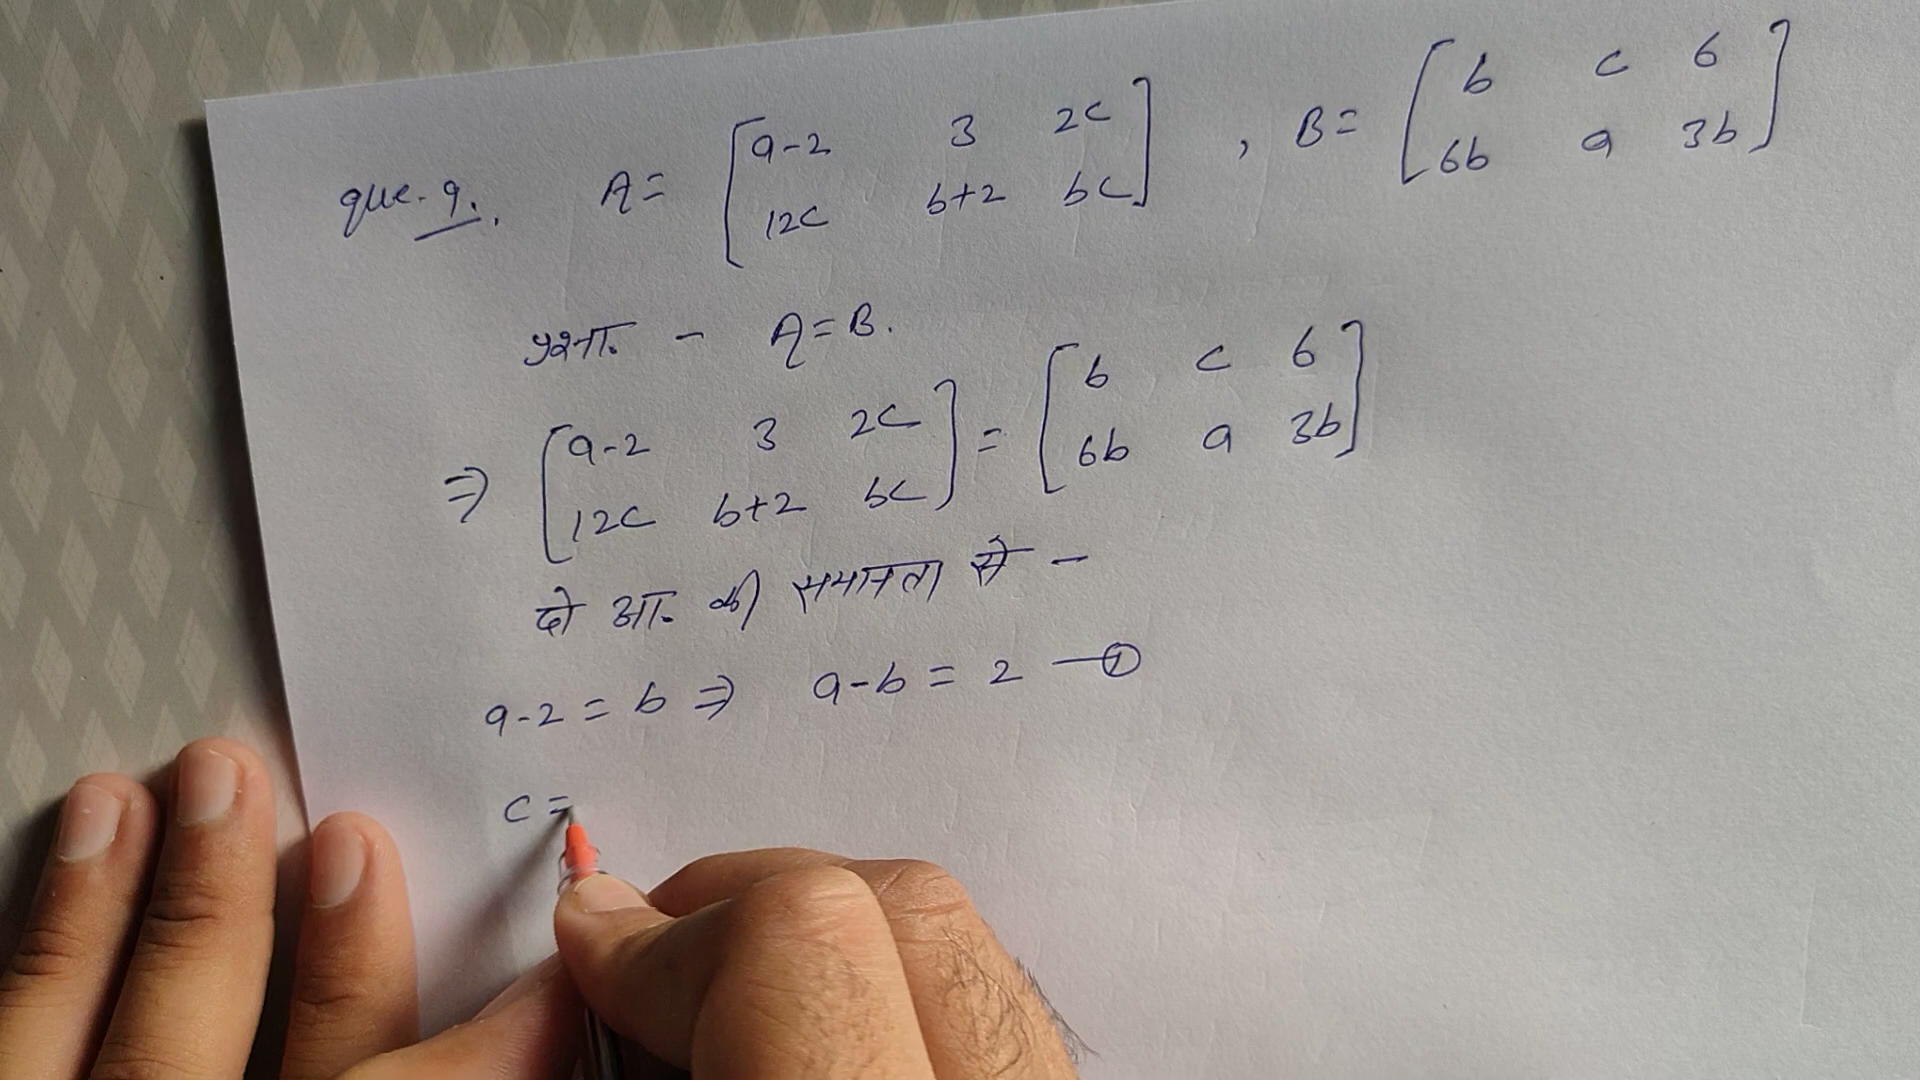 que. 9. A = [ a-2 3 2c , B = [ b c 6
12c b+2 bc ] 6b a 3b ]
प्रश्ना. - A = B.
⇒ [ a-2 3 2c ] = [ b c 6 ]
12c b+2 bc 6b a 3b
दो आ. की समानता से -
a-2 = b ⇒ a-b = 2 —①
c =